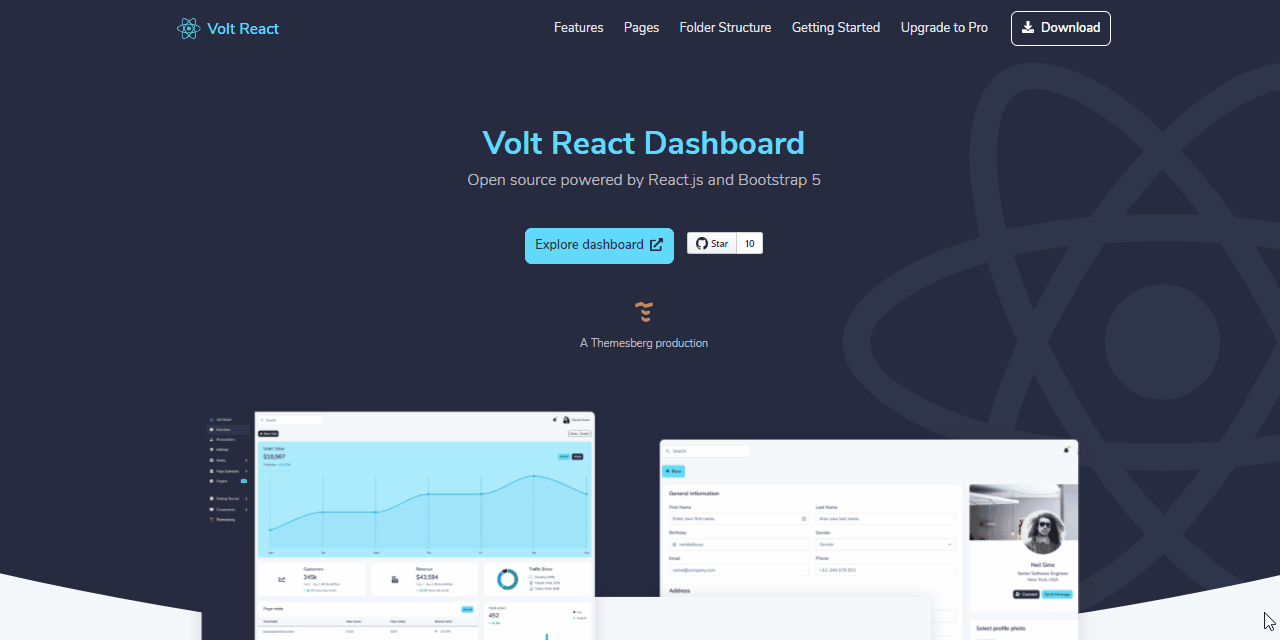 Volt React
Features
Pages
Folder Structure
Getting Started
Upgrade to Pro
Download
Volt React Dashboard
Open source powered by React.js and Bootstrap 5
Explore dashboard
Star
10
A Themesberg production
Search
$10,567
Customers
345k
Revenue
$43,594
Traffic Share
Page visits
452
Search
New
General information
First Name
Last Name
Enter your first name
Also your last name
Birthday
Gender
mm/dd/yyyy
Gender
Email
Phone
name@company.com
+12-345 678 910
Address
Neil Sims
Senior Software Engineer
New York, USA
Connect
Send Message
Select profile photo